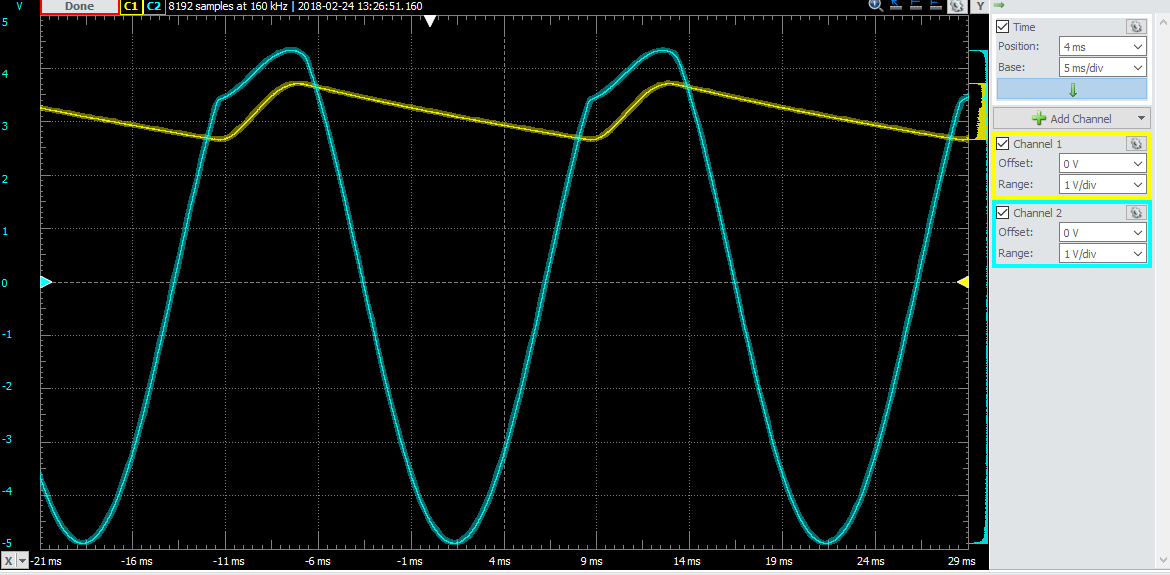 V Done C1 C2 8192 samples at 160 kHz | 2018-02-24 13:26:51.160 Y
5
4
3
2
1
0
-1
-2
-3
-4
-5
X -21 ms -16 ms -11 ms -6 ms -1 ms 4 ms 9 ms 14 ms 19 ms 24 ms 29 ms
Time
Position: 4 ms
Base: 5 ms/div
Add Channel
Channel 1
Offset: 0 V
Range: 1 V/div
Channel 2
Offset: 0 V
Range: 1 V/div